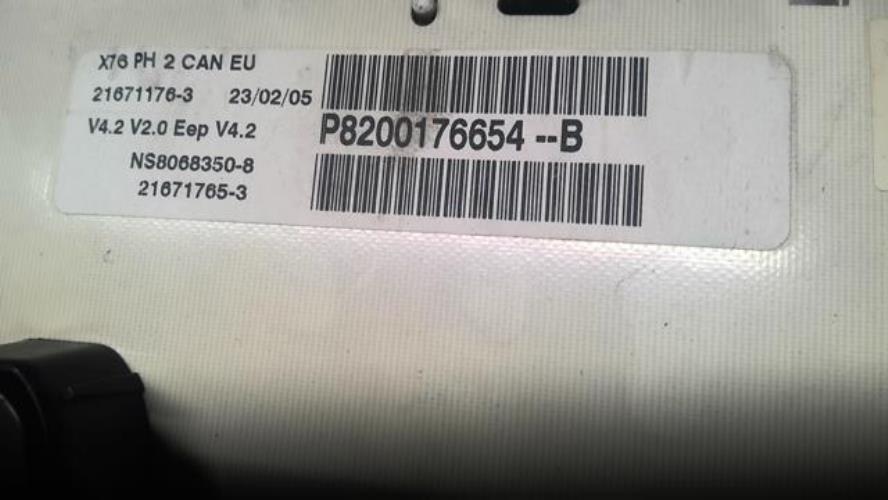 X76 PH 2 CAN EU
21671176-3 23/02/05
V4.2 V2.0 Eep V4.2
P8200176654 --B
NS8068350-8
21671765-3